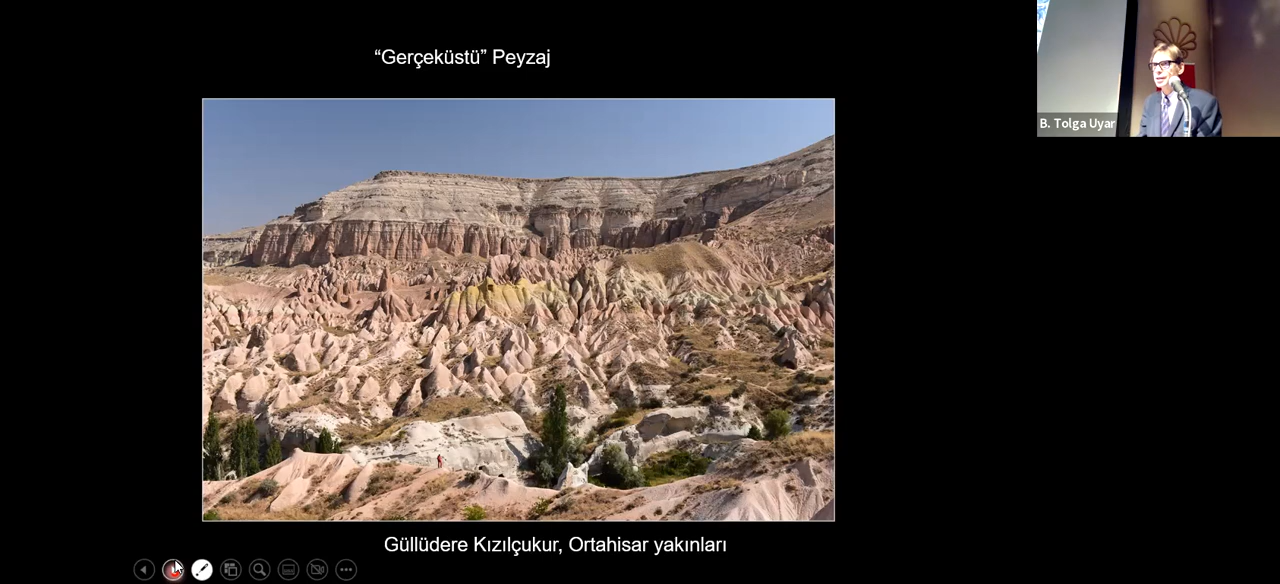 “Gerçeküstü” Peyzaj
B. Tolga Uyar
Güllüdere Kızılçukur, Ortahisar yakınları